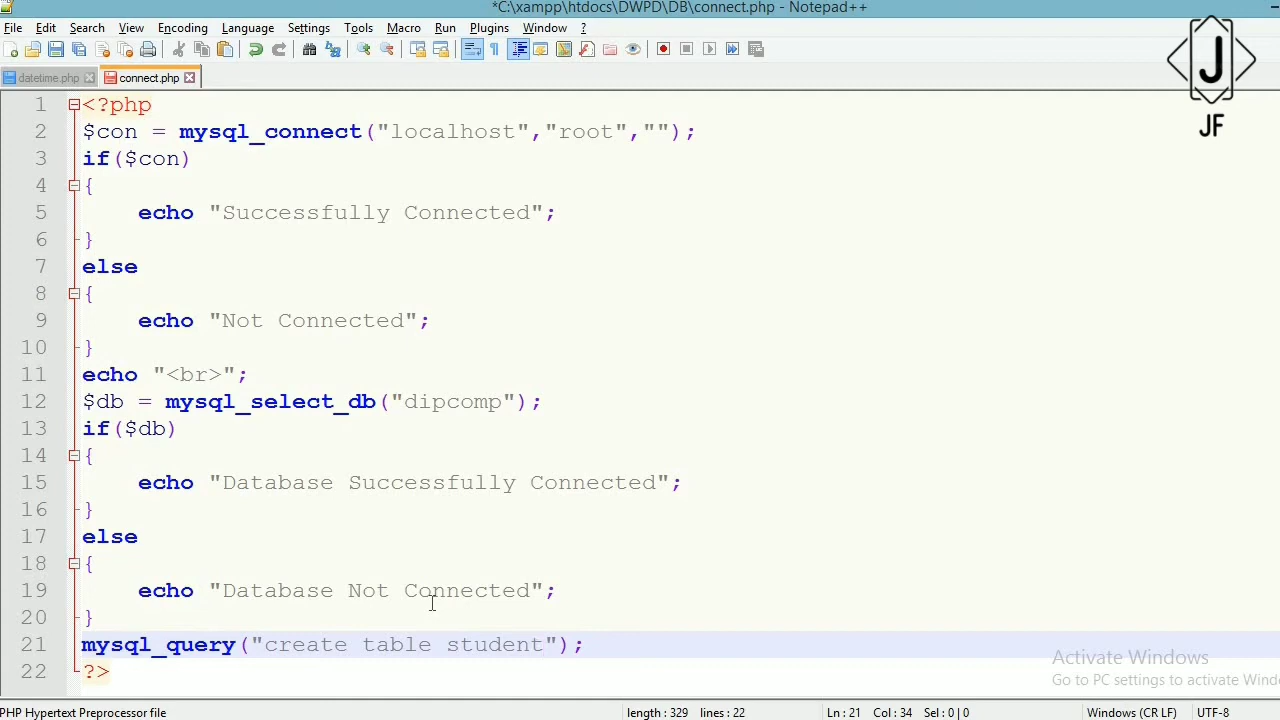 *C:\xampp\htdocs\DWPD\DB\connect.php - Notepad++
File Edit Search View Encoding Language Settings Tools Macro Run Plugins Window ?
datetime.php connect.php
J
JF
1 <?php
2 $con = mysql_connect("localhost","root","");
3 if($con)
4 {
5 echo "Successfully Connected";
6 }
7 else
8 {
9 echo "Not Connected";
10 }
11 echo "<br>";
12 $db = mysql_select_db("dipcomp");
13 if($db)
14 {
15 echo "Database Successfully Connected";
16 }
17 else
18 {
19 echo "Database Not Connected";
20 }
21 mysql_query("create table student");
22 ?>
Activate Windows
Go to PC settings to activate Wind
PHP Hypertext Preprocessor file length : 329 lines : 22 Ln : 21 Col : 34 Sel : 0 | 0 Windows (CR LF) UTF-8